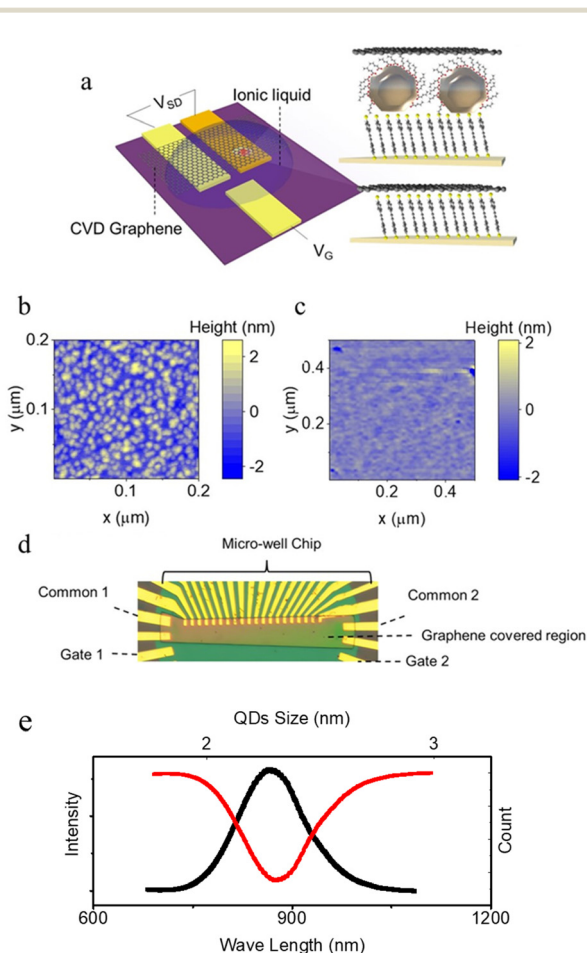 a
V_SD
Ionic liquid
CVD Graphene
V_G
b
c
Height (nm)
Height (nm)
0.2
0.1
y (μm)
0.1
0.2
x (μm)
2
0
-2
0.4
0.2
y (μm)
0.2
0.4
x (μm)
2
0
-2
d
Micro-well Chip
Common 1
Common 2
Graphene covered region
Gate 1
Gate 2
e
QDs Size (nm)
2
3
Intensity
Count
600
900
1200
Wave Length (nm)